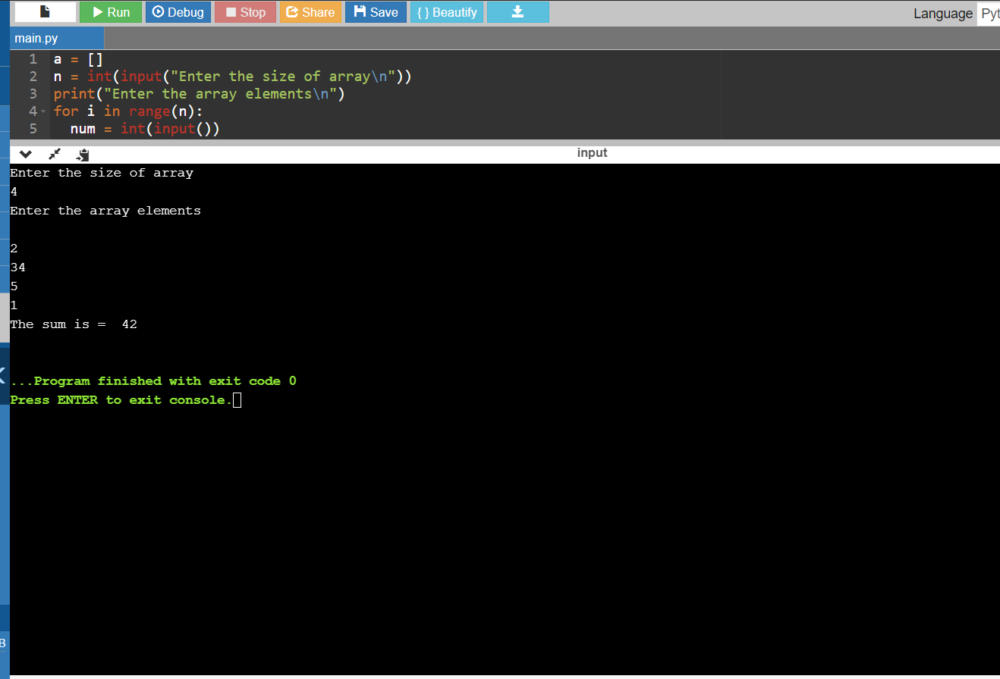 Run Debug Stop Share Save { } Beautify Language Pyt
main.py
1 a = []
2 n = int(input("Enter the size of array\n"))
3 print("Enter the array elements\n")
4 for i in range(n):
5   num = int(input())
input
Enter the size of array
4
Enter the array elements
2
34
5
1
The sum is =  42
...Program finished with exit code 0
Press ENTER to exit console.
B